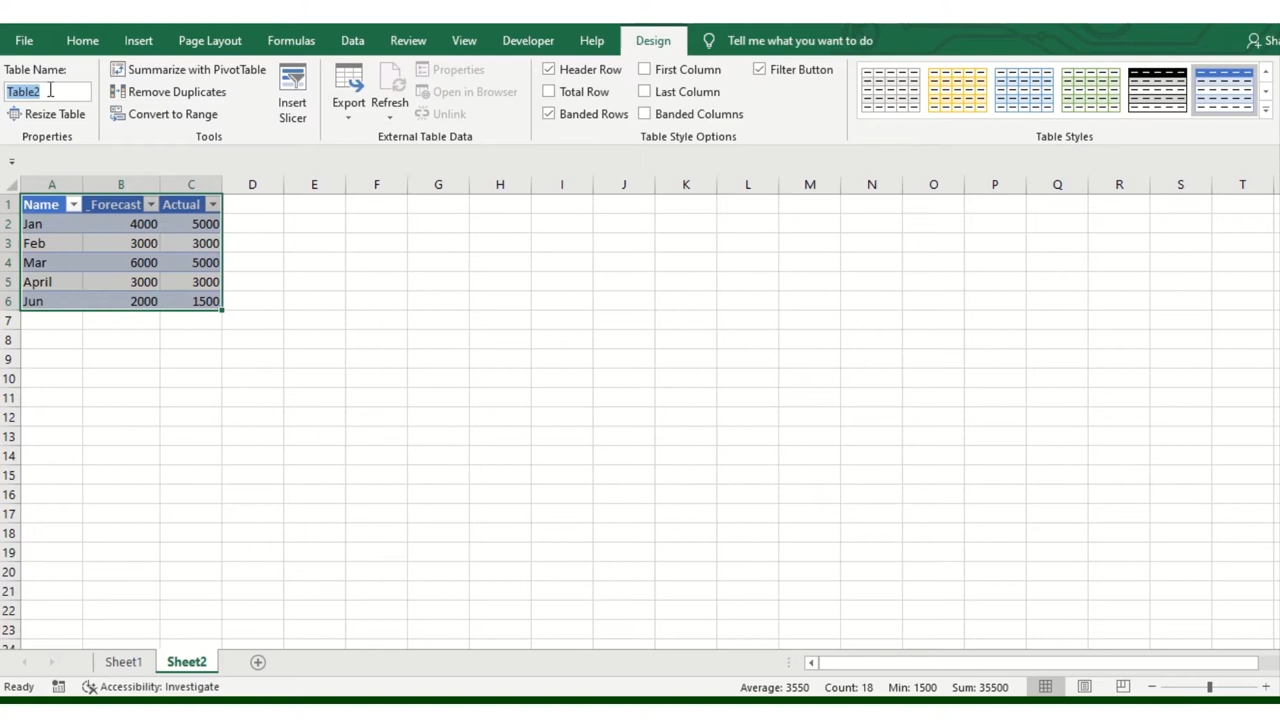 File Home Insert Page Layout Formulas Data Review View Developer Help Design Tell me what you want to do
Table Name:
Table2
Resize Table
Properties
Summarize with PivotTable
Remove Duplicates
Convert to Range
Tools
Insert
Slicer
Export Refresh
Properties
Open in Browser
Unlink
External Table Data
Header Row First Column Filter Button
Total Row Last Column
Banded Rows Banded Columns
Table Style Options
Table Styles
A B C D E F G H I J K L M N O P Q R S T
1 Name _Forecast Actual
2 Jan 4000 5000
3 Feb 3000 3000
4 Mar 6000 5000
5 April 3000 3000
6 Jun 2000 1500
7
8
9
10
11
12
13
14
15
16
17
18
19
20
21
22
23
Sheet1 Sheet2
Ready Accessibility: Investigate Average: 3550 Count: 18 Min: 1500 Sum: 35500